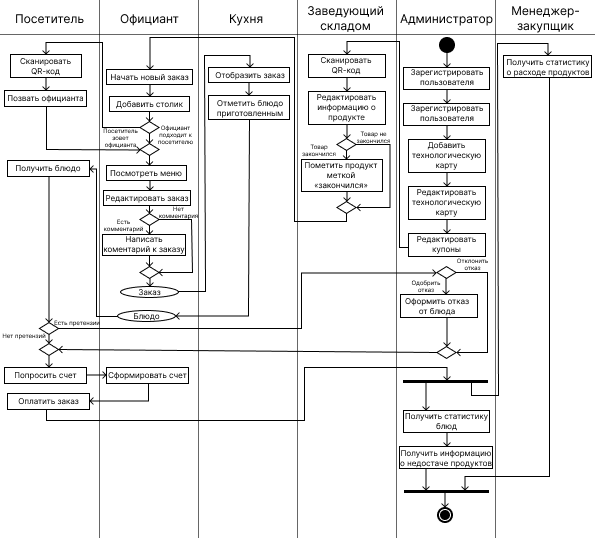 Посетитель
Официант
Кухня
Заведующий
складом
Администратор
Менеджер-
закупщик
Сканировать
QR-код
Позвать официанта
Получить блюдо
Есть претензии
Нет претензий
Попросить счет
Оплатить заказ
Начать новый заказ
Добавить столик
Посетитель
зовет
официанта
Официант
подходит к
посетителю
Посмотреть меню
Редактировать заказ
Нет
комментария
Есть
комментарий
Написать
коментарий к заказу
Заказ
Блюдо
Сформировать счет
Отобразить заказ
Отметить блюдо
приготовленным
Сканировать
QR-код
Редактировать
информацию о
продукте
Товар не
закончился
Товар
закончился
Пометить продукт
меткой
«закончился»
Зарегистрировать
пользователя
Зарегистрировать
пользователя
Добавить
технологическую
карту
Редактировать
технологическую
карту
Редактировать
купоны
Отклонить
отказ
Одобрить
отказ
Оформить отказ
от блюда
Получить статистику
блюд
Получить информацию
о недостаче продуктов
Получить статистику
о расходе продуктов